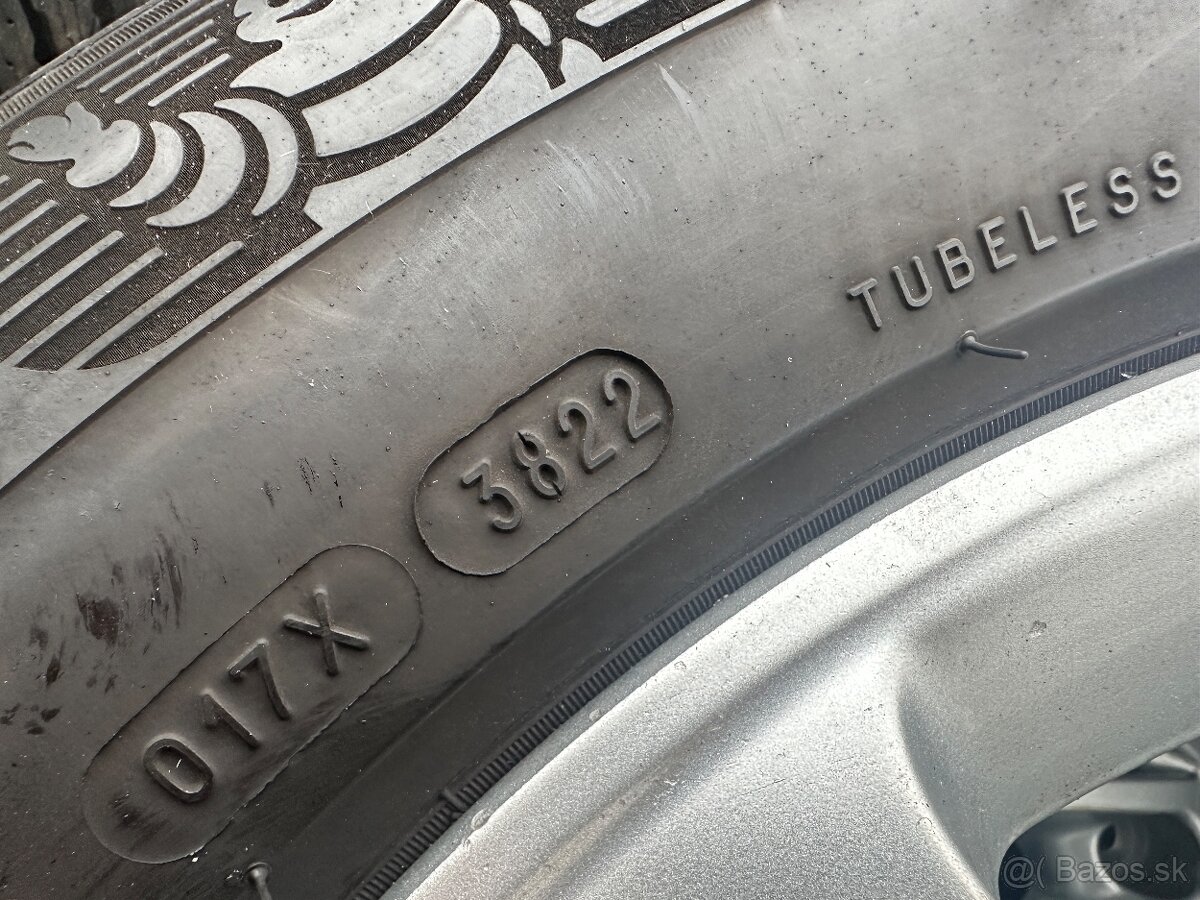 TUBELESS
3822
017X
@( Bazos.sk